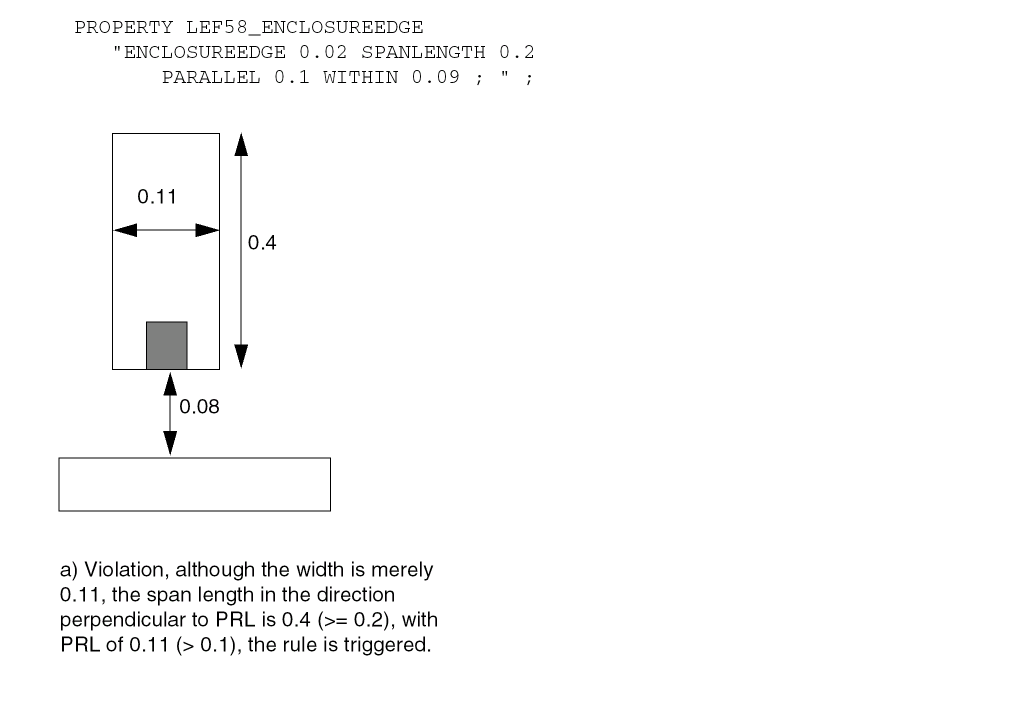 PROPERTY LEF58_ENCLOSUREEDGE
"ENCLOSUREEDGE 0.02 SPANLENGTH 0.2
PARALLEL 0.1 WITHIN 0.09 ; " ;
0.11
0.4
0.08
a) Violation, although the width is merely
0.11, the span length in the direction
perpendicular to PRL is 0.4 (>= 0.2), with
PRL of 0.11 (> 0.1), the rule is triggered.